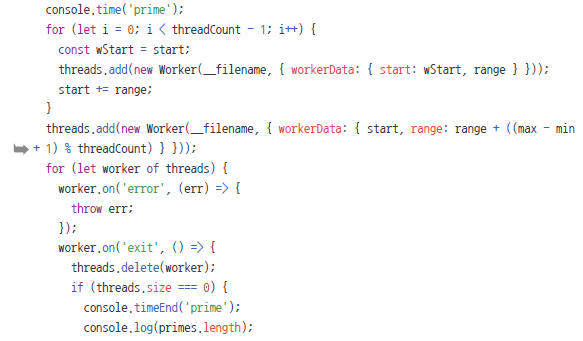 console.time('prime');
for (let i = 0; i < threadCount - 1; i++) {
const wStart = start;
threads.add(new Worker(__filename, { workerData: { start: wStart, range } }));
start += range;
}
threads.add(new Worker(__filename, { workerData: { start, range: range + ((max - min
+ 1) % threadCount) } }));
for (let worker of threads) {
worker.on('error', (err) => {
throw err;
});
worker.on('exit', () => {
threads.delete(worker);
if (threads.size === 0) {
console.timeEnd('prime');
console.log(primes.length);